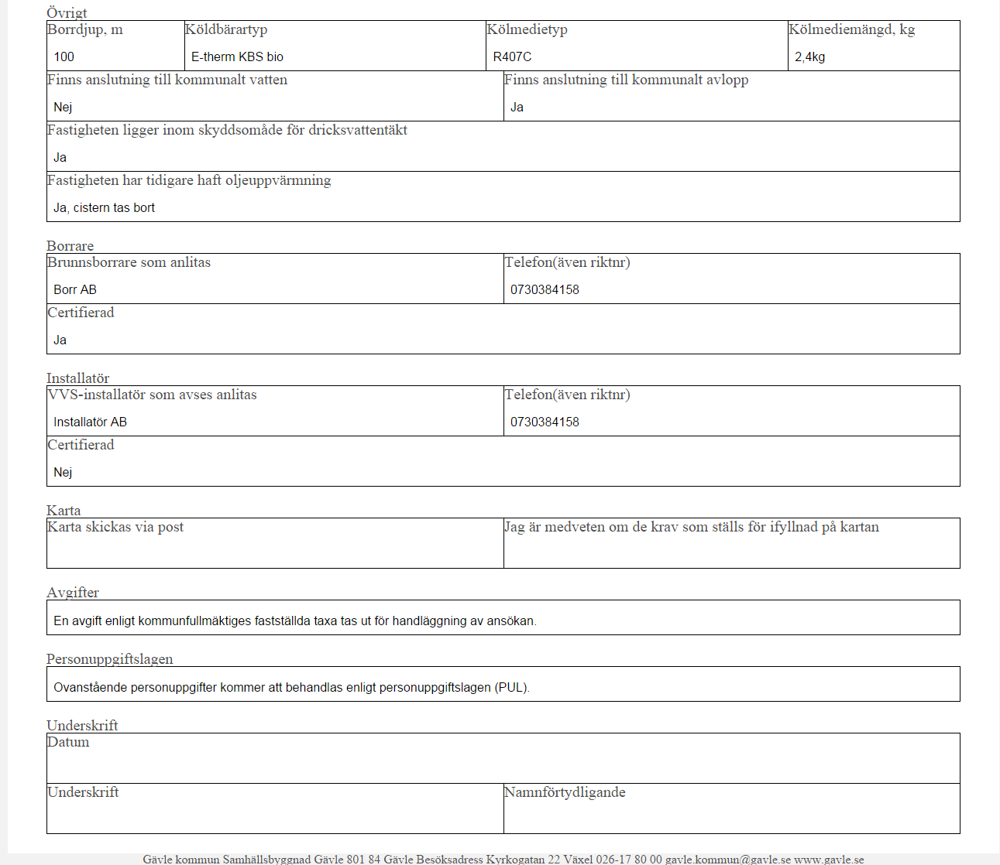 Övrigt
Borrdjup, m Köldbärartyp Kölmedietyp Kölmediemängd, kg
100 E-therm KBS bio R407C 2,4kg
Finns anslutning till kommunalt vatten Finns anslutning till kommunalt avlopp
Nej Ja
Fastigheten ligger inom skyddsomåde för dricksvattentäkt
Ja
Fastigheten har tidigare haft oljeuppvärmning
Ja, cistern tas bort
Borrare
Brunnsborrare som anlitas Telefon(även riktnr)
Borr AB 0730384158
Certifierad
Ja
Installatör
VVS-installatör som avses anlitas Telefon(även riktnr)
Installatör AB 0730384158
Certifierad
Nej
Karta
Karta skickas via post Jag är medveten om de krav som ställs för ifyllnad på kartan
Avgifter
En avgift enligt kommunfullmäktiges fastställda taxa tas ut för handläggning av ansökan.
Personuppgiftslagen
Ovanstående personuppgifter kommer att behandlas enligt personuppgiftslagen (PUL).
Underskrift
Datum
Underskrift Namnförtydligande
Gävle kommun Samhällsbyggnad Gävle 801 84 Gävle Besöksadress Kyrkogatan 22 Växel 026-17 80 00 gavle.kommun@gavle.se www.gavle.se